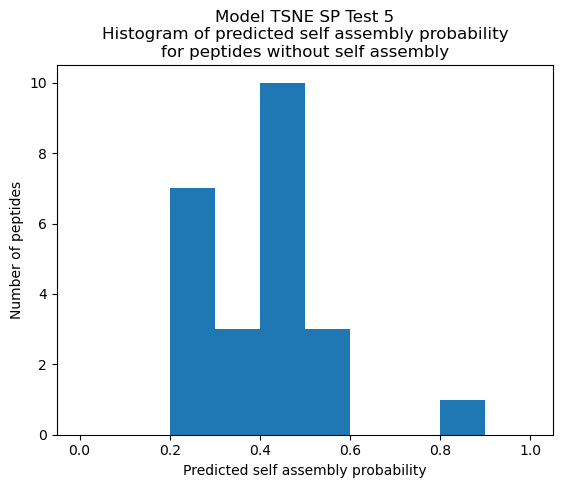 Model TSNE SP Test 5
Histogram of predicted self assembly probability
for peptides without self assembly
10
8
6
4
2
0
Number of peptides
0.0 0.2 0.4 0.6 0.8 1.0
Predicted self assembly probability